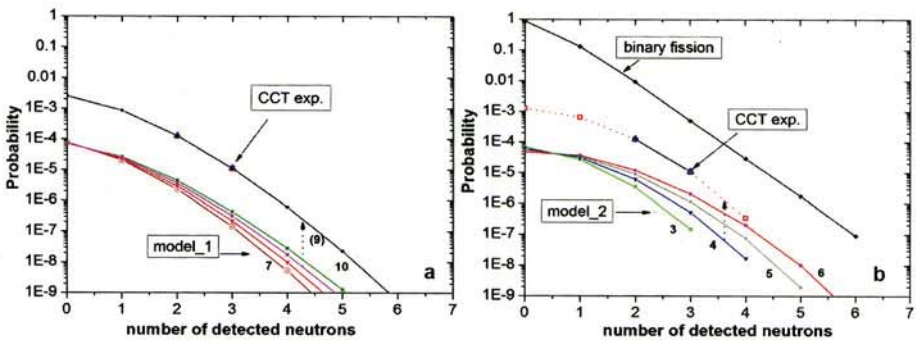 1
0.1
0.01
1E-3
1E-4
1E-5
1E-6
1E-7
1E-8
1E-9
Probability
CCT exp.
model_1
7
(9)
10
a
0 1 2 3 4 5 6 7
number of detected neutrons
1
0.1
0.01
1E-3
1E-4
1E-5
1E-6
1E-7
1E-8
1E-9
Probability
binary fission
CCT exp.
model_2
3
4
5
6
b
0 1 2 3 4 5 6 7
number of detected neutrons